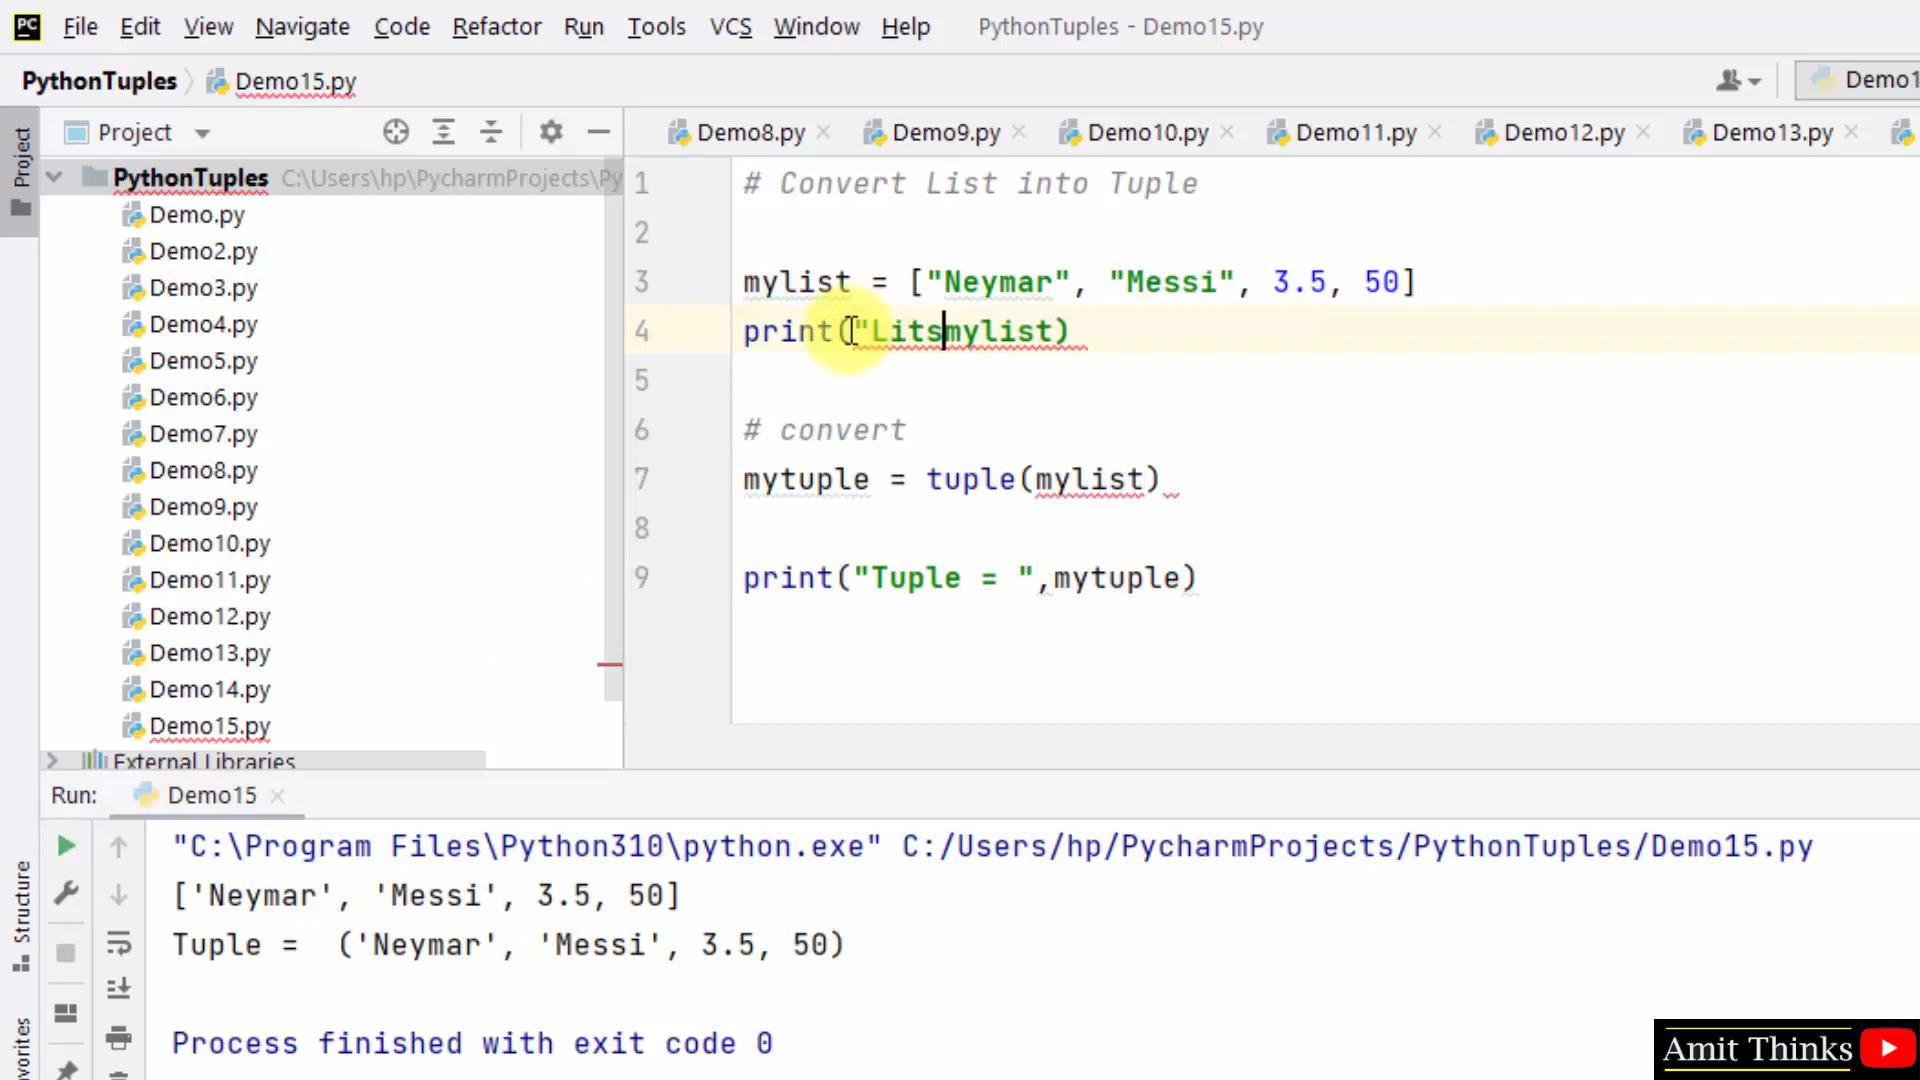 PC File Edit View Navigate Code Refactor Run Tools VCS Window Help PythonTuples - Demo15.py
PythonTuples Demo15.py
Project
Project
Demo8.py Demo9.py Demo10.py Demo11.py Demo12.py Demo13.py
PythonTuples C:\Users\hp\PycharmProjects\Py
Demo.py
Demo2.py
Demo3.py
Demo4.py
Demo5.py
Demo6.py
Demo7.py
Demo8.py
Demo9.py
Demo10.py
Demo11.py
Demo12.py
Demo13.py
Demo14.py
Demo15.py
External Libraries
1 # Convert List into Tuple
2
3 mylist = ["Neymar", "Messi", 3.5, 50]
4 print("Litsmylist)
5
6 # convert
7 mytuple = tuple(mylist)
8
9 print("Tuple = ",mytuple)
Run: Demo15
Structure
"C:\Program Files\Python310\python.exe" C:/Users/hp/PycharmProjects/PythonTuples/Demo15.py
['Neymar', 'Messi', 3.5, 50]
Tuple =  ('Neymar', 'Messi', 3.5, 50)
Process finished with exit code 0
Amit Thinks